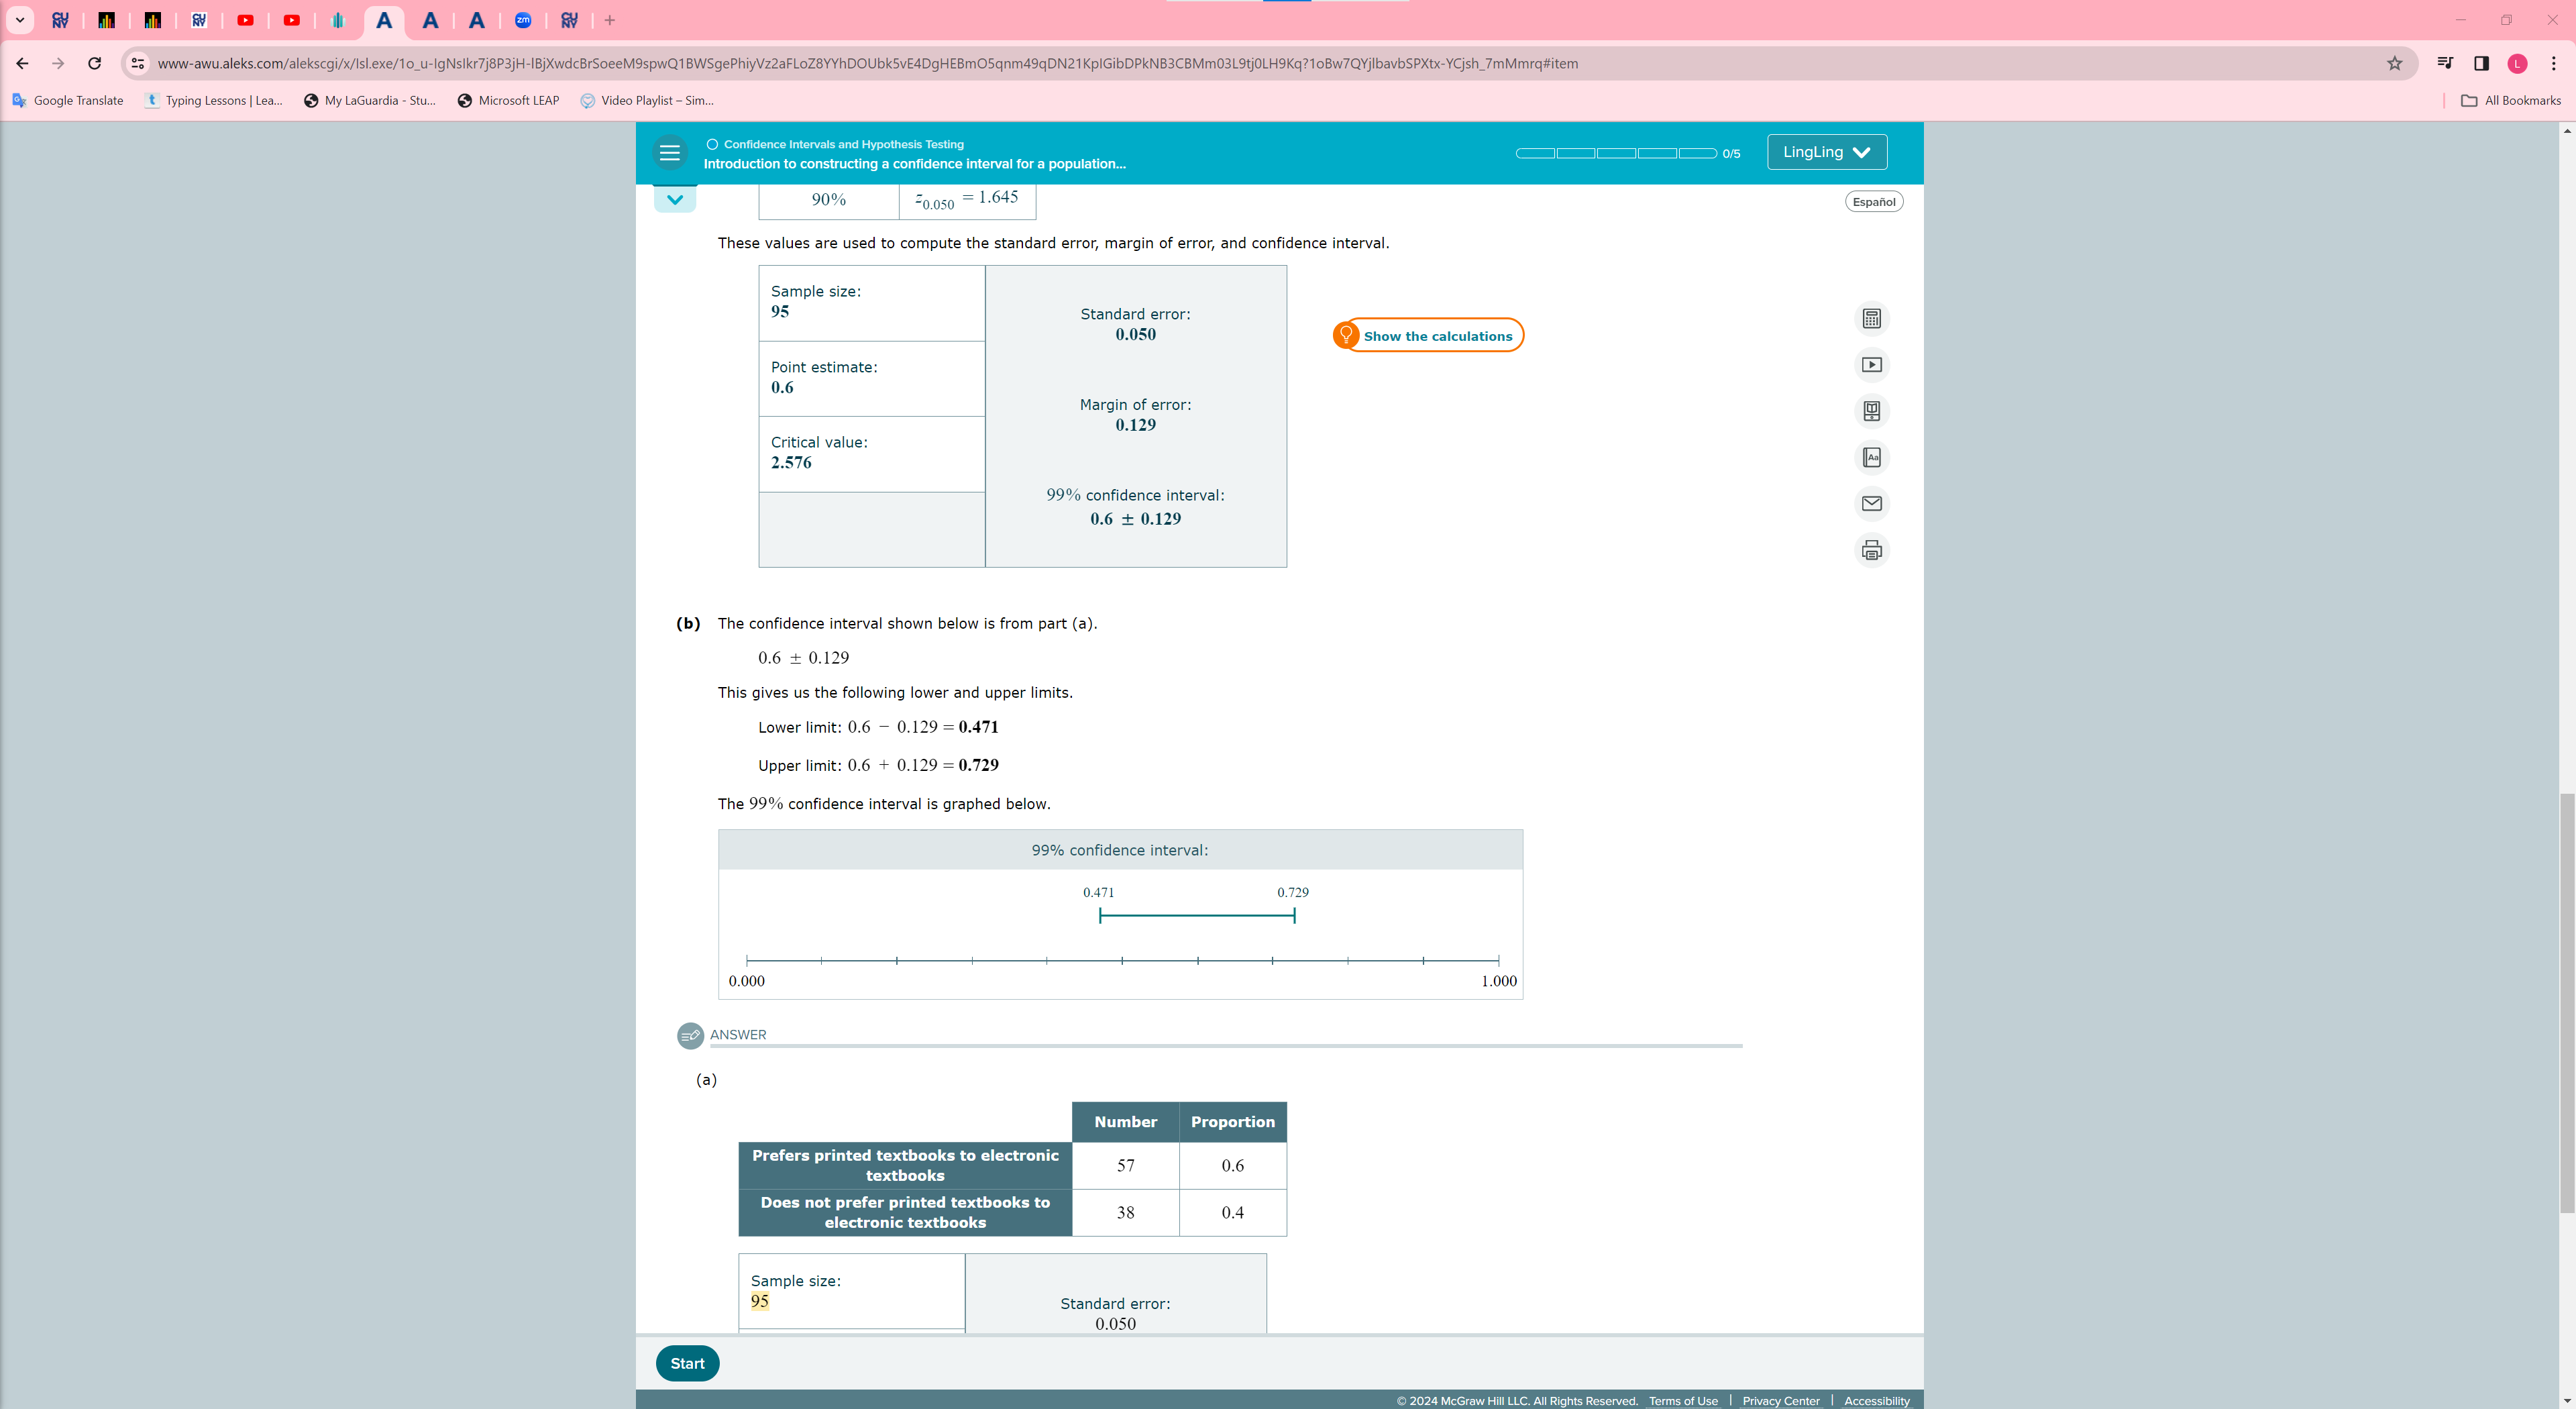 www-awu.aleks.com/alekscgi/x/Isl.exe/1o_u-IgNsIkr7j8P3jH-IBjXwdcBrSoeeM9spwQ1BWSgePhiyVz2aFLoZ8YYhDOUbk5vE4DgHEBmO5qnm49qDN21KpIGibDPkNB3CBMm03L9tj0LH9Kq?1oBw7QYjlbavbSPXtx-YCjsh_7mMmrq#item
Google Translate
Typing Lessons | Lea...
My LaGuardia - Stu...
Microsoft LEAP
Video Playlist – Sim...
All Bookmarks
Confidence Intervals and Hypothesis Testing
Introduction to constructing a confidence interval for a population...
0/5
LingLing
Español
90% z0.050 = 1.645
These values are used to compute the standard error, margin of error, and confidence interval.
Sample size:
95
Point estimate:
0.6
Critical value:
2.576
Standard error:
0.050
Margin of error:
0.129
99% confidence interval:
0.6 ± 0.129
Show the calculations
(b) The confidence interval shown below is from part (a).
0.6 ± 0.129
This gives us the following lower and upper limits.
Lower limit: 0.6 − 0.129 = 0.471
Upper limit: 0.6 + 0.129 = 0.729
The 99% confidence interval is graphed below.
99% confidence interval:
0.471 0.729
0.000 1.000
ANSWER
(a)
Number Proportion
Prefers printed textbooks to electronic
textbooks
57 0.6
Does not prefer printed textbooks to
electronic textbooks
38 0.4
Sample size:
95
Standard error:
0.050
Start
© 2024 McGraw Hill LLC. All Rights Reserved. Terms of Use | Privacy Center | Accessibility